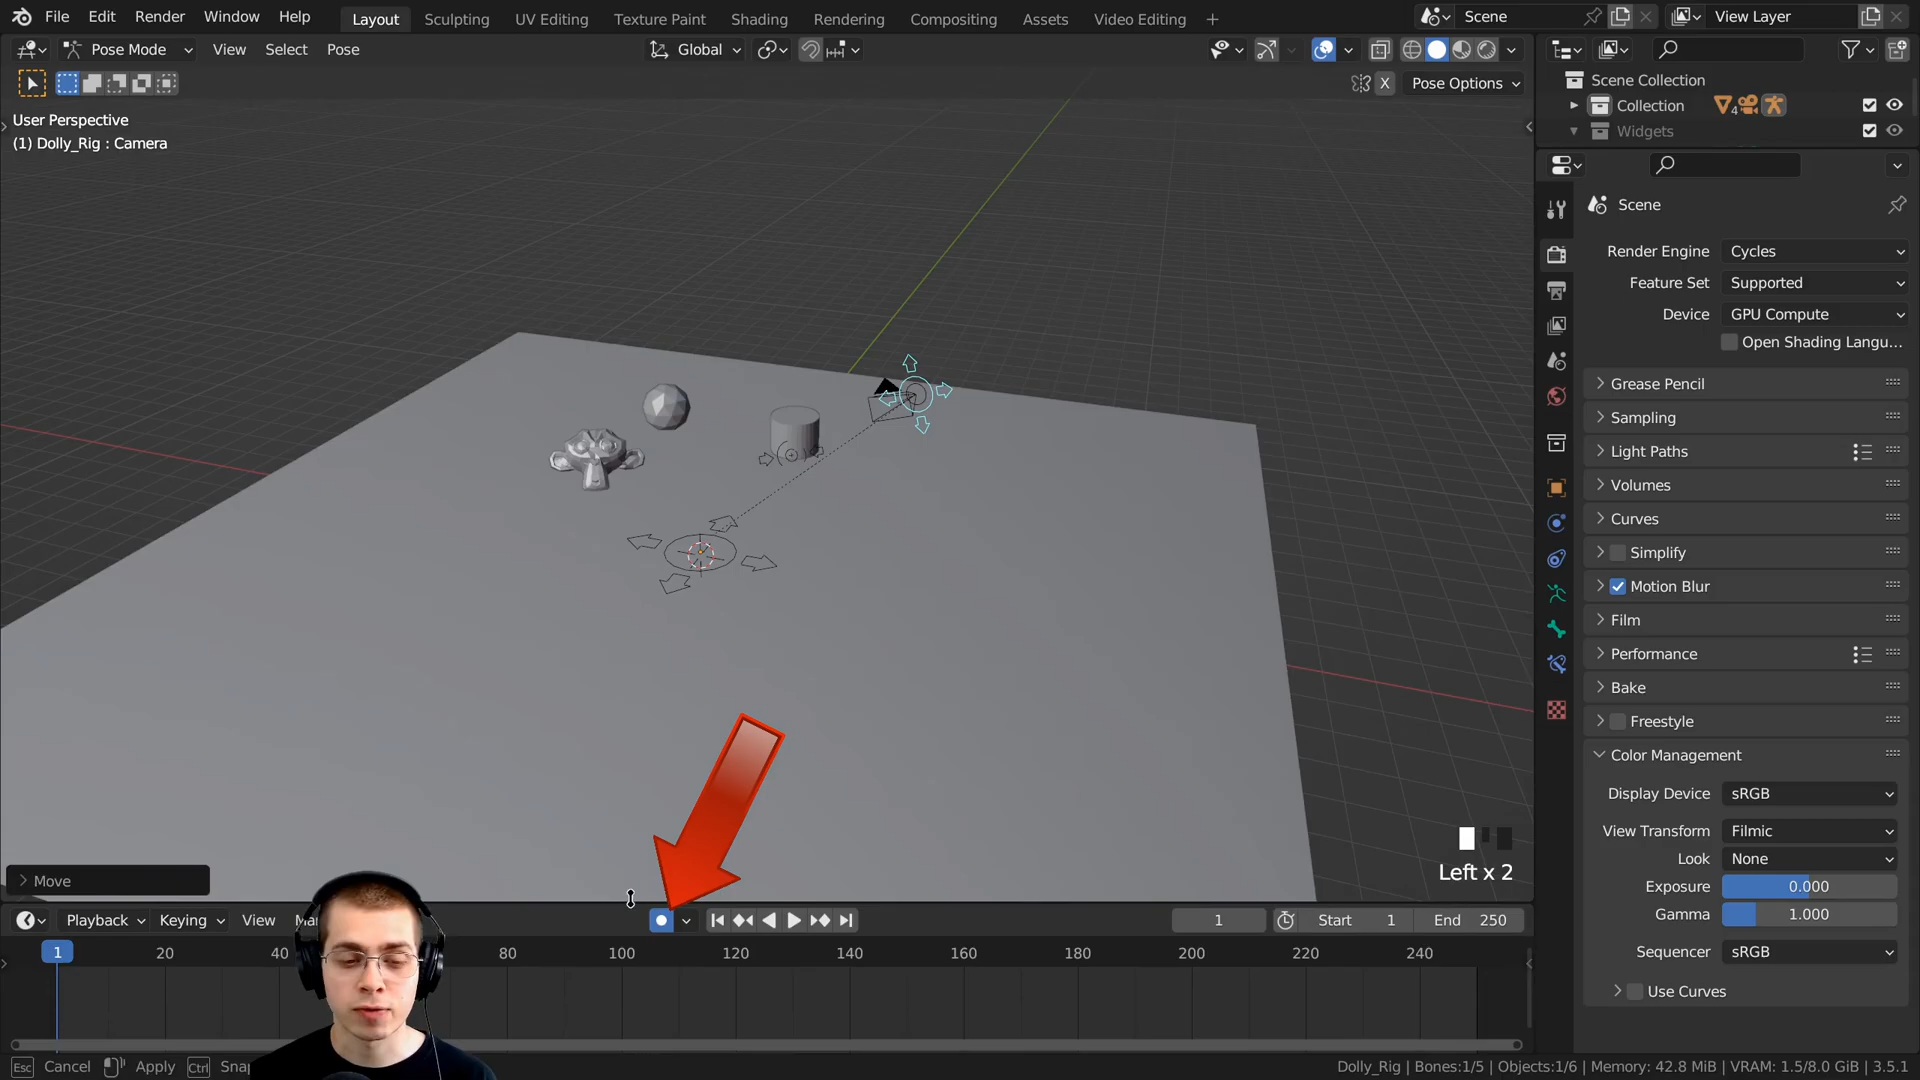 File Edit Render Window Help Layout Sculpting UV Editing Texture Paint Shading Rendering Compositing Assets Animation Video Editing + Scene View Layer
Pose Mode View Select Pose Global
X Pose Options
User Perspective
(1) Dolly_Rig : Camera
Scene Collection
Collection 4
Widgets
Scene
Render Engine Cycles
Feature Set Supported
Device GPU Compute
Open Shading Langu...
Grease Pencil
Sampling
Light Paths
Volumes
Curves
Simplify
Motion Blur
Film
Performance
Bake
Freestyle
Color Management
Display Device sRGB
View Transform Filmic
Look None
Exposure 0.000
Gamma 1.000
Sequencer sRGB
Use Curves
Left x 2
Move
Playback Keying View 1 Start 1 End 250
1 20 40 80 100 120 140 160 180 200 220 240
Esc Cancel Apply Ctrl
Dolly_Rig | Bones:1/5 | Objects:1/6 | Memory: 42.8 MiB | VRAM: 1.5/8.0 GiB | 3.5.1